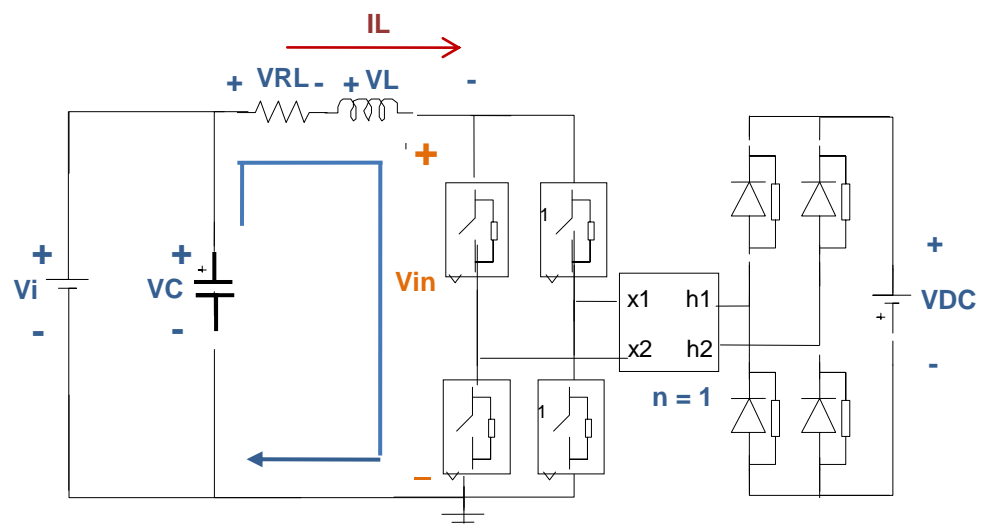 IL
+ VRL - + VL -
+
1
+ + Vin +
Vi VC x1 h1 VDC
- - x2 h2 -
n = 1
1
-